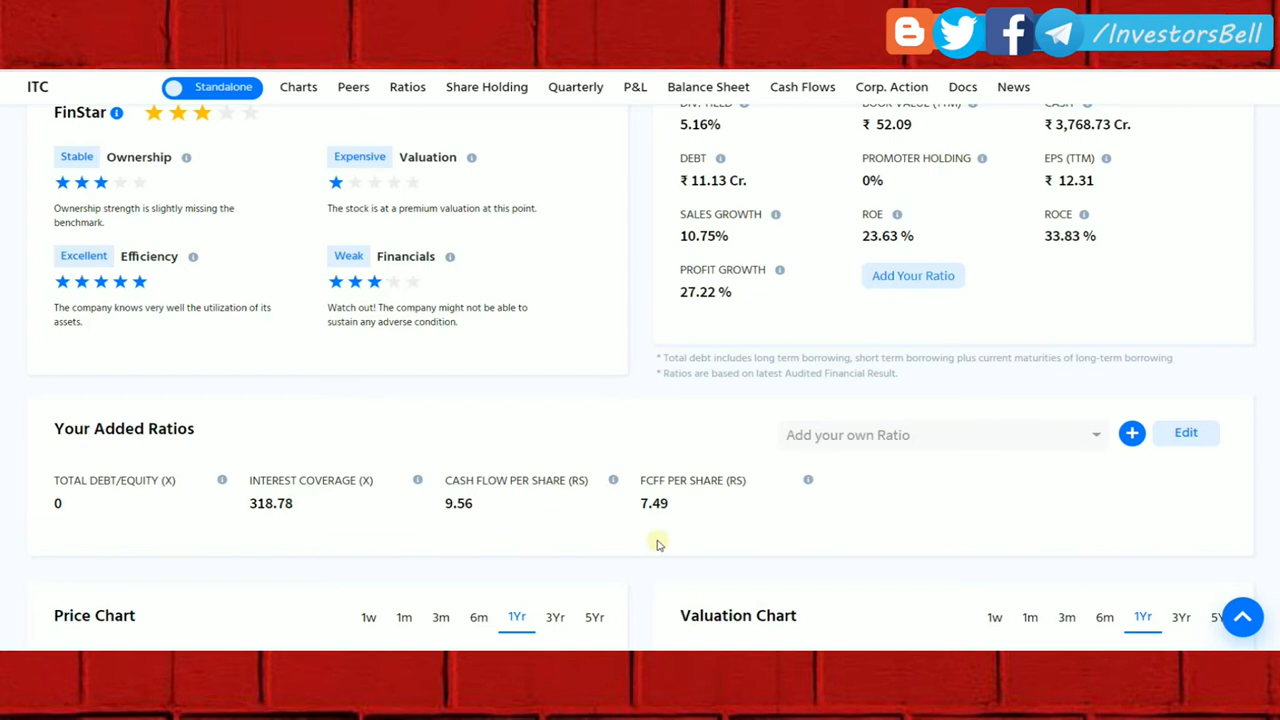 /InvestorsBell
ITC
Standalone
Charts
Peers
Ratios
Share Holding
Quarterly
P&L
Balance Sheet
Cash Flows
Corp. Action
Docs
News
FinStar
Stable Ownership
Ownership strength is slightly missing the
benchmark.
Expensive Valuation
The stock is at a premium valuation at this point.
Excellent Efficiency
The company knows very well the utilization of its
assets.
Weak Financials
Watch out! The company might not be able to
sustain any adverse condition.
DIV. YIELD
5.16%
BOOK VALUE (TTM)
₹ 52.09
CASH
₹ 3,768.73 Cr.
DEBT
₹ 11.13 Cr.
PROMOTER HOLDING
0%
EPS (TTM)
₹ 12.31
SALES GROWTH
10.75%
ROE
23.63 %
ROCE
33.83 %
PROFIT GROWTH
27.22 %
Add Your Ratio
* Total debt includes long term borrowing, short term borrowing plus current maturities of long-term borrowing
* Ratios are based on latest Audited Financial Result.
Your Added Ratios
Add your own Ratio
+
Edit
TOTAL DEBT/EQUITY (X)
0
INTEREST COVERAGE (X)
318.78
CASH FLOW PER SHARE (RS)
9.56
FCFF PER SHARE (RS)
7.49
Price Chart
1w 1m 3m 6m 1Yr 3Yr 5Yr
Valuation Chart
1w 1m 3m 6m 1Yr 3Yr